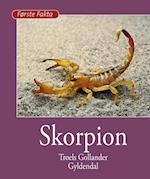 Første Fakta
Skorpion
Troels Gollander
Gyldendal